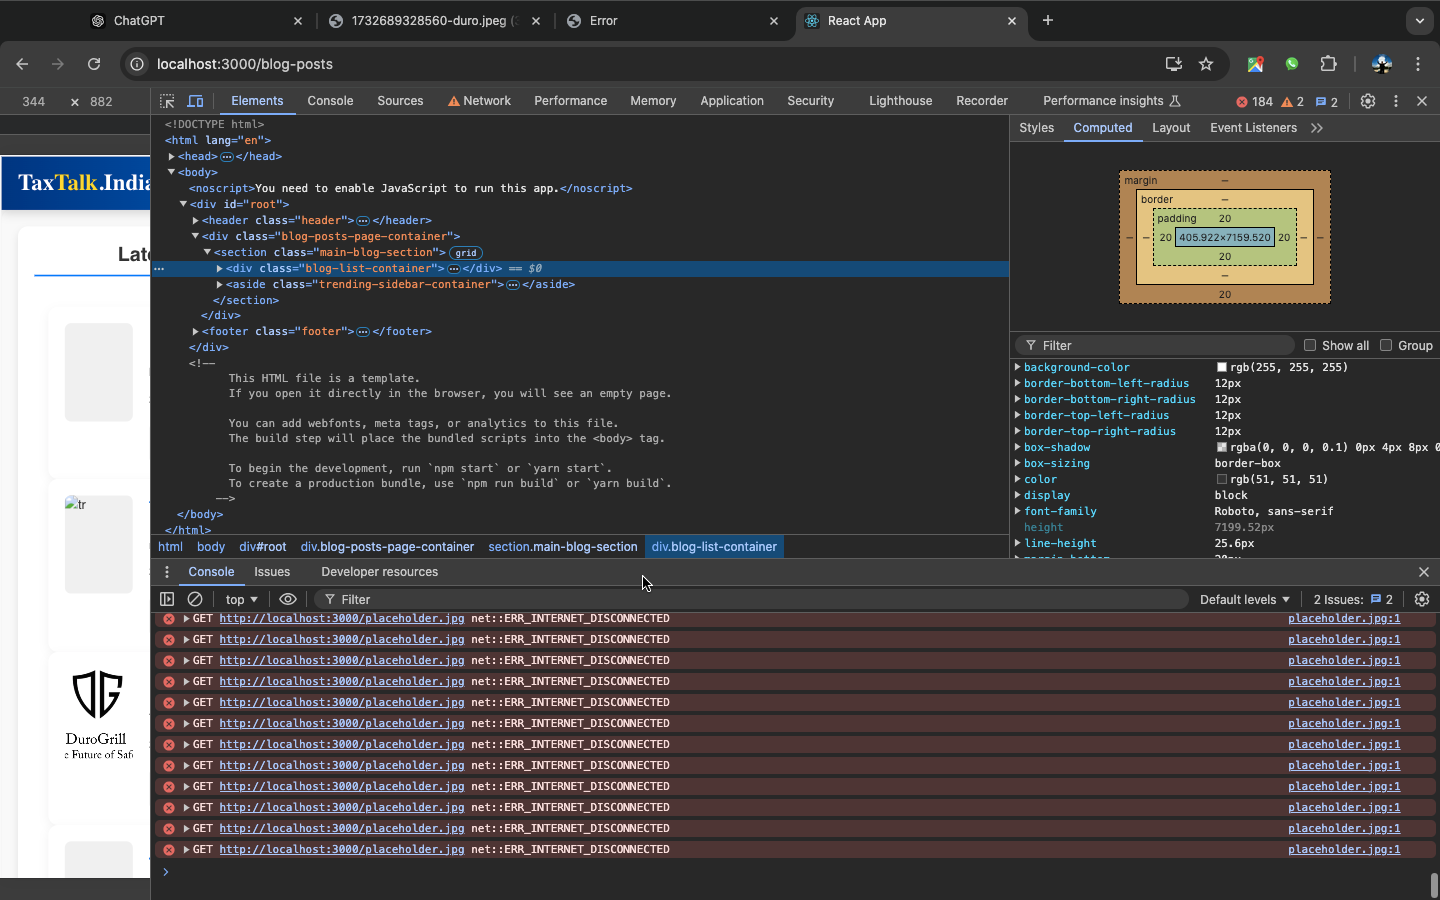 ChatGPT
1732689328560-duro.jpeg (
Error
React App
localhost:3000/blog-posts
344 × 882
Elements Console Sources Network Performance Memory Application Security Lighthouse Recorder Performance insights 184 2 2
<!DOCTYPE html>
<html lang="en">
<head>…</head>
<body>
<noscript>You need to enable JavaScript to run this app.</noscript>
<div id="root">
<header class="header">…</header>
<div class="blog-posts-page-container">
<section class="main-blog-section"> grid
… <div class="blog-list-container">…</div> == $0
<aside class="trending-sidebar-container">…</aside>
</section>
</div>
<footer class="footer">…</footer>
</div>
<!--
This HTML file is a template.
If you open it directly in the browser, you will see an empty page.
You can add webfonts, meta tags, or analytics to this file.
The build step will place the bundled scripts into the <body> tag.
To begin the development, run `npm start` or `yarn start`.
To create a production bundle, use `npm run build` or `yarn build`.
-->
</body>
</html>
html body div#root div.blog-posts-page-container section.main-blog-section div.blog-list-container
Styles Computed Layout Event Listeners
margin –
border –
padding 20
– – 20 405.922×7159.520 20 – –
20
–
20
Filter Show all Group
background-color rgb(255, 255, 255)
border-bottom-left-radius 12px
border-bottom-right-radius 12px
border-top-left-radius 12px
border-top-right-radius 12px
box-shadow rgba(0, 0, 0, 0.1) 0px 4px 8px 0
box-sizing border-box
color rgb(51, 51, 51)
display block
font-family Roboto, sans-serif
height 7199.52px
line-height 25.6px
TaxTalk.India
Late
tr
DG
DuroGrill
e Future of Safe
Console Issues Developer resources
top Filter Default levels 2 Issues: 2
GET http://localhost:3000/placeholder.jpg net::ERR_INTERNET_DISCONNECTED placeholder.jpg:1
GET http://localhost:3000/placeholder.jpg net::ERR_INTERNET_DISCONNECTED placeholder.jpg:1
GET http://localhost:3000/placeholder.jpg net::ERR_INTERNET_DISCONNECTED placeholder.jpg:1
GET http://localhost:3000/placeholder.jpg net::ERR_INTERNET_DISCONNECTED placeholder.jpg:1
GET http://localhost:3000/placeholder.jpg net::ERR_INTERNET_DISCONNECTED placeholder.jpg:1
GET http://localhost:3000/placeholder.jpg net::ERR_INTERNET_DISCONNECTED placeholder.jpg:1
GET http://localhost:3000/placeholder.jpg net::ERR_INTERNET_DISCONNECTED placeholder.jpg:1
GET http://localhost:3000/placeholder.jpg net::ERR_INTERNET_DISCONNECTED placeholder.jpg:1
GET http://localhost:3000/placeholder.jpg net::ERR_INTERNET_DISCONNECTED placeholder.jpg:1
GET http://localhost:3000/placeholder.jpg net::ERR_INTERNET_DISCONNECTED placeholder.jpg:1
GET http://localhost:3000/placeholder.jpg net::ERR_INTERNET_DISCONNECTED placeholder.jpg:1
GET http://localhost:3000/placeholder.jpg net::ERR_INTERNET_DISCONNECTED placeholder.jpg:1